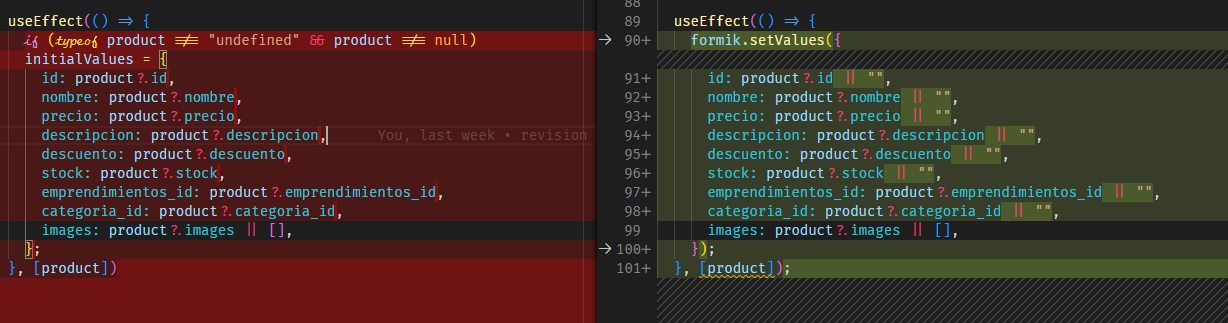 useEffect(() => {
if (typeof product !== "undefined" && product !== null)
initialValues = {
id: product?.id,
nombre: product?.nombre,
precio: product?.precio,
descripcion: product?.descripcion, You, last week • revision
descuento: product?.descuento,
stock: product?.stock,
emprendimientos_id: product?.emprendimientos_id,
categoria_id: product?.categoria_id,
images: product?.images || [],
};
}, [product])
88
89 useEffect(() => {
→ 90+ formik.setValues({
91+ id: product?.id || "",
92+ nombre: product?.nombre || "",
93+ precio: product?.precio || "",
94+ descripcion: product?.descripcion || "",
95+ descuento: product?.descuento || "",
96+ stock: product?.stock || "",
97+ emprendimientos_id: product?.emprendimientos_id || "",
98+ categoria_id: product?.categoria_id || "",
99 images: product?.images || [],
→ 100+ });
101+ }, [product]);